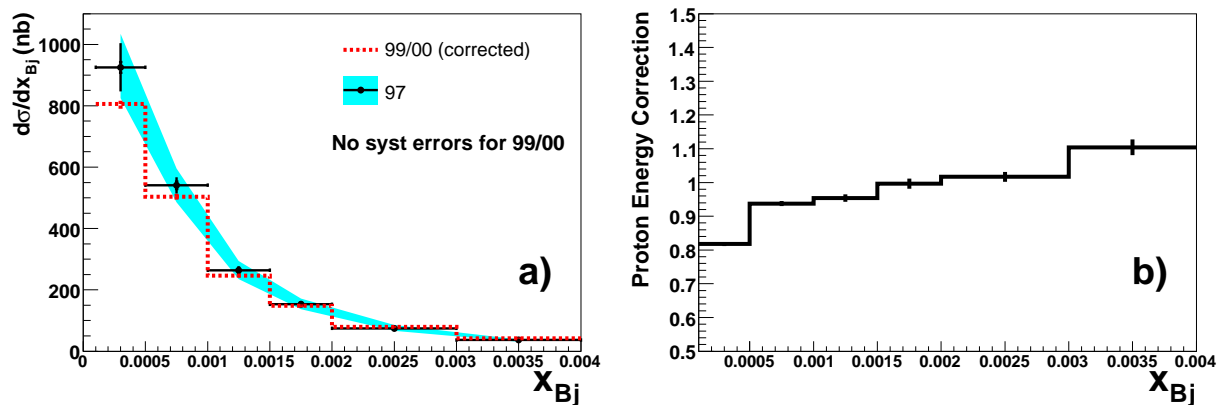 dσ/dx_Bj (nb)
1000
800
600
400
200
0
0 0.0005 0.001 0.0015 0.002 0.0025 0.003 0.0035 0.004
x_Bj
99/00 (corrected)
97
No syst errors for 99/00
a)
Proton Energy Correction
1.5
1.4
1.3
1.2
1.1
1
0.9
0.8
0.7
0.6
0.5
0.0005 0.001 0.0015 0.002 0.0025 0.003 0.0035 0.004
x_Bj
b)